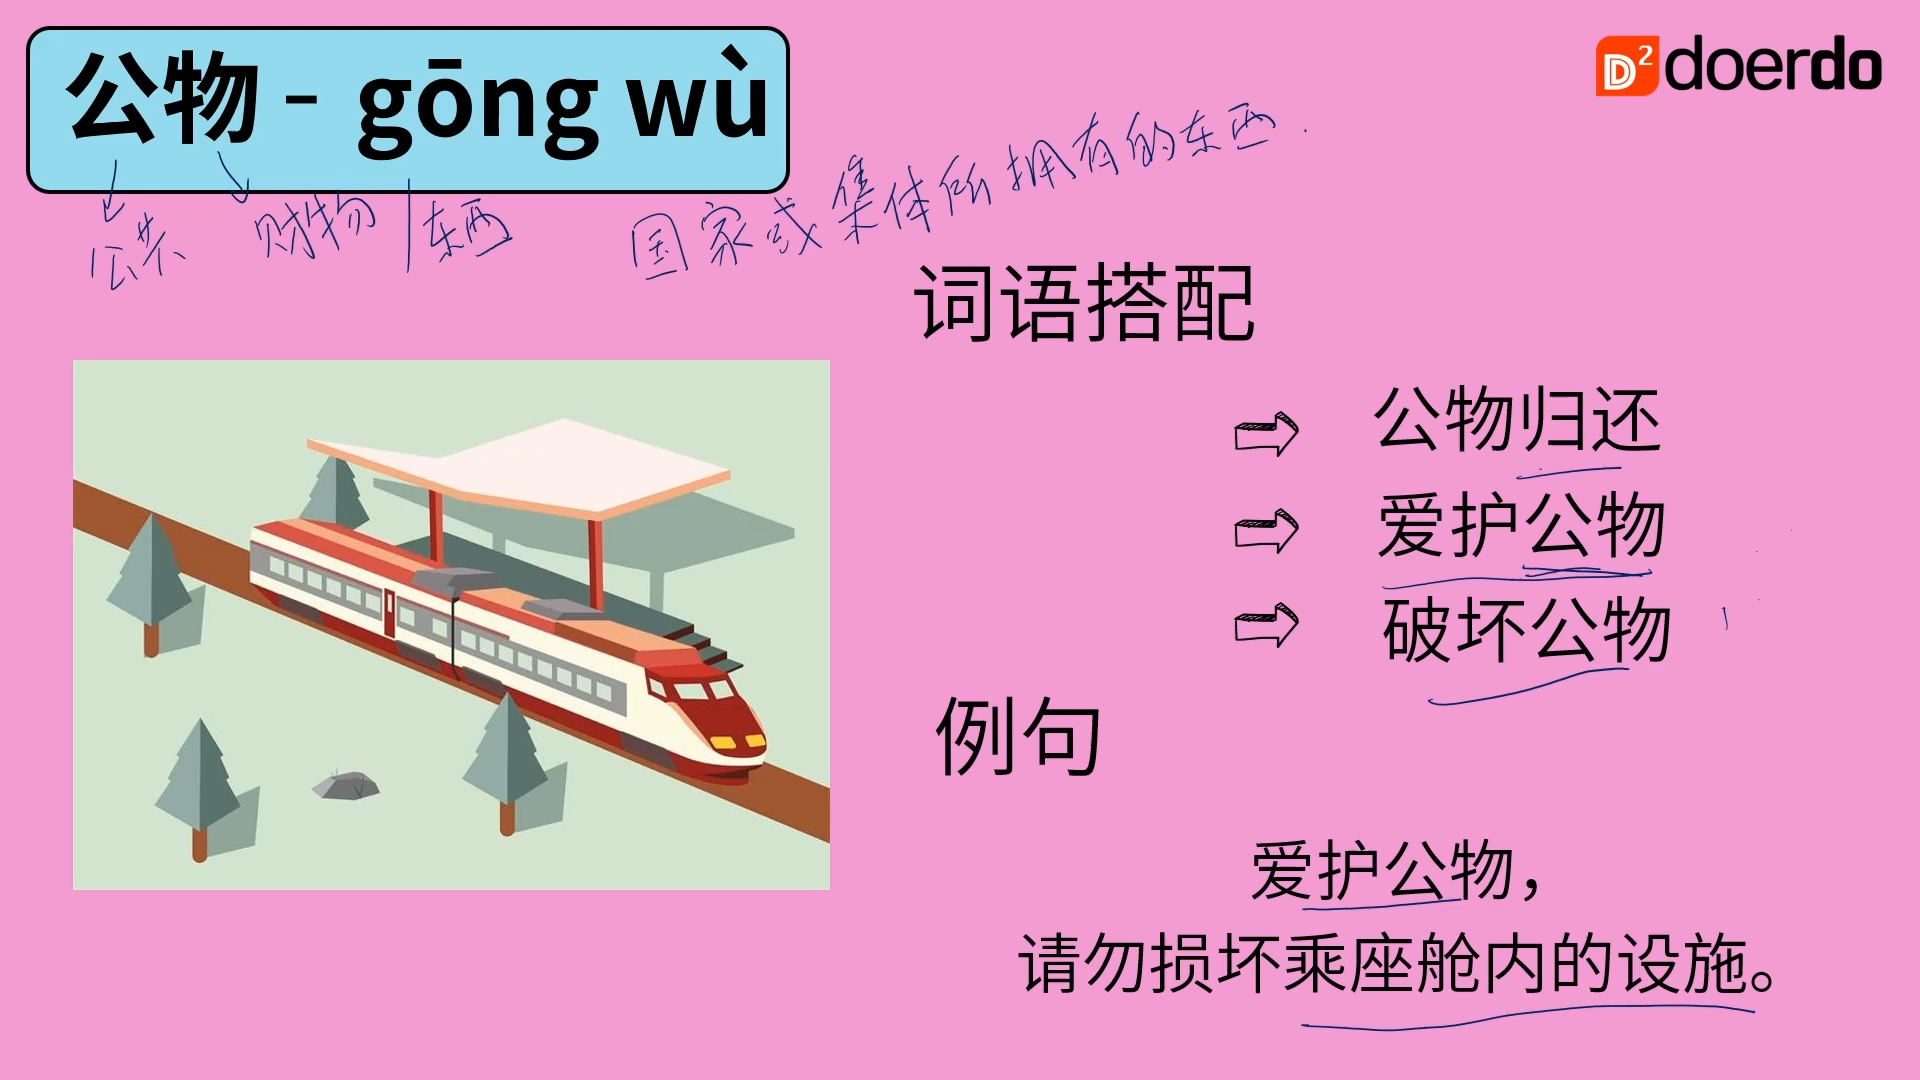 公物 - gōng wù
D² doerdo
公共
财物 | 东西
国家或集体所拥有的东西.
词语搭配
⇨ 公物归还
⇨ 爱护公物
⇨ 破坏公物
例句
爱护公物，
请勿损坏乘座舱内的设施。